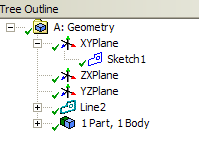 Tree Outline
A: Geometry
XYPlane
Sketch1
ZXPlane
YZPlane
Line2
1 Part, 1 Body